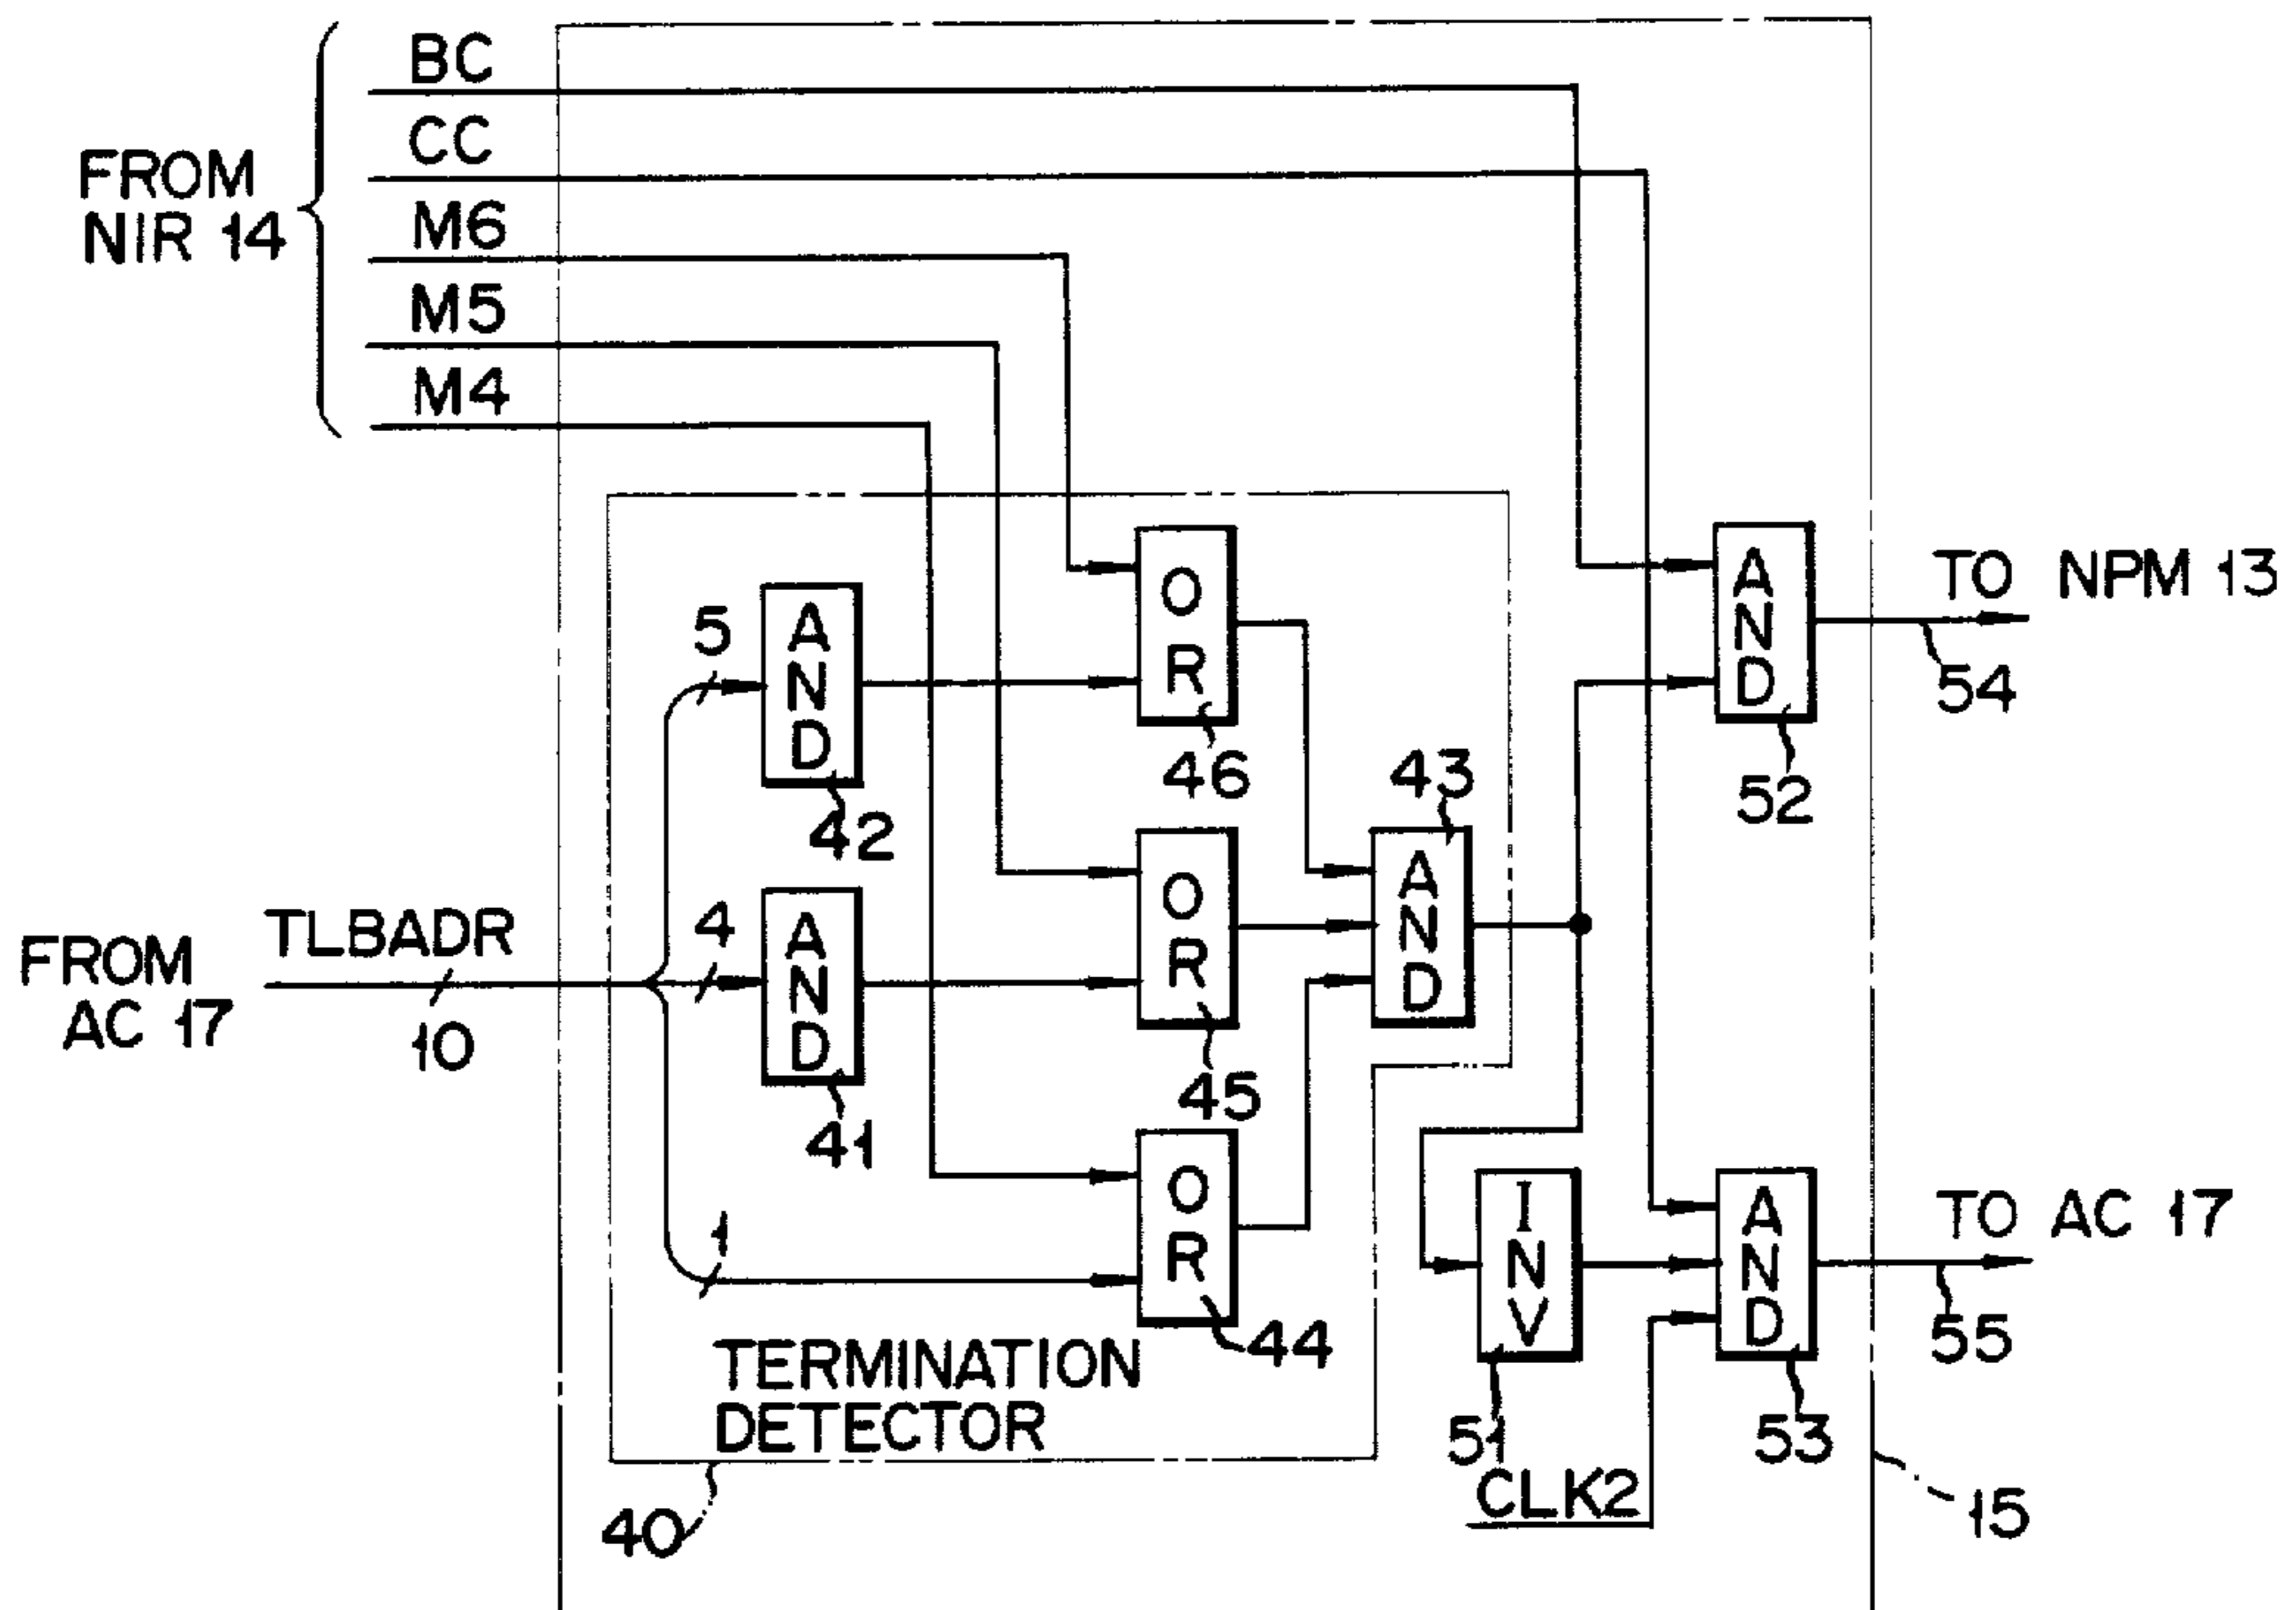 BC
CC
FROM
NIR 14
M6
M5
M4
TO NPM 13
54
5
AND
42
OR
46
43
AND
52
FROM
AC 17
TLBADR
10
4
AND
41
OR
45
AND
1
OR
44
INV
51
AND
53
TO AC 17
55
TERMINATION
DETECTOR
40
CLK2
15